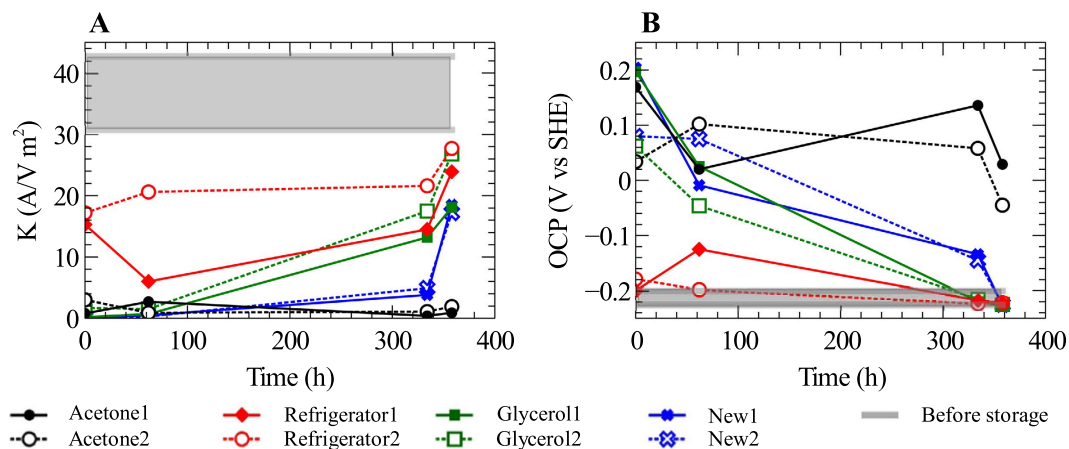 A
B
K (A/V m²)
40
30
20
10
0
0
100
200
300
400
Time (h)
OCP (V vs SHE)
0.2
0.1
0
−0.1
−0.2
0
100
200
300
400
Time (h)
Acetone1
Refrigerator1
Glycerol1
New1
Before storage
Acetone2
Refrigerator2
Glycerol2
New2